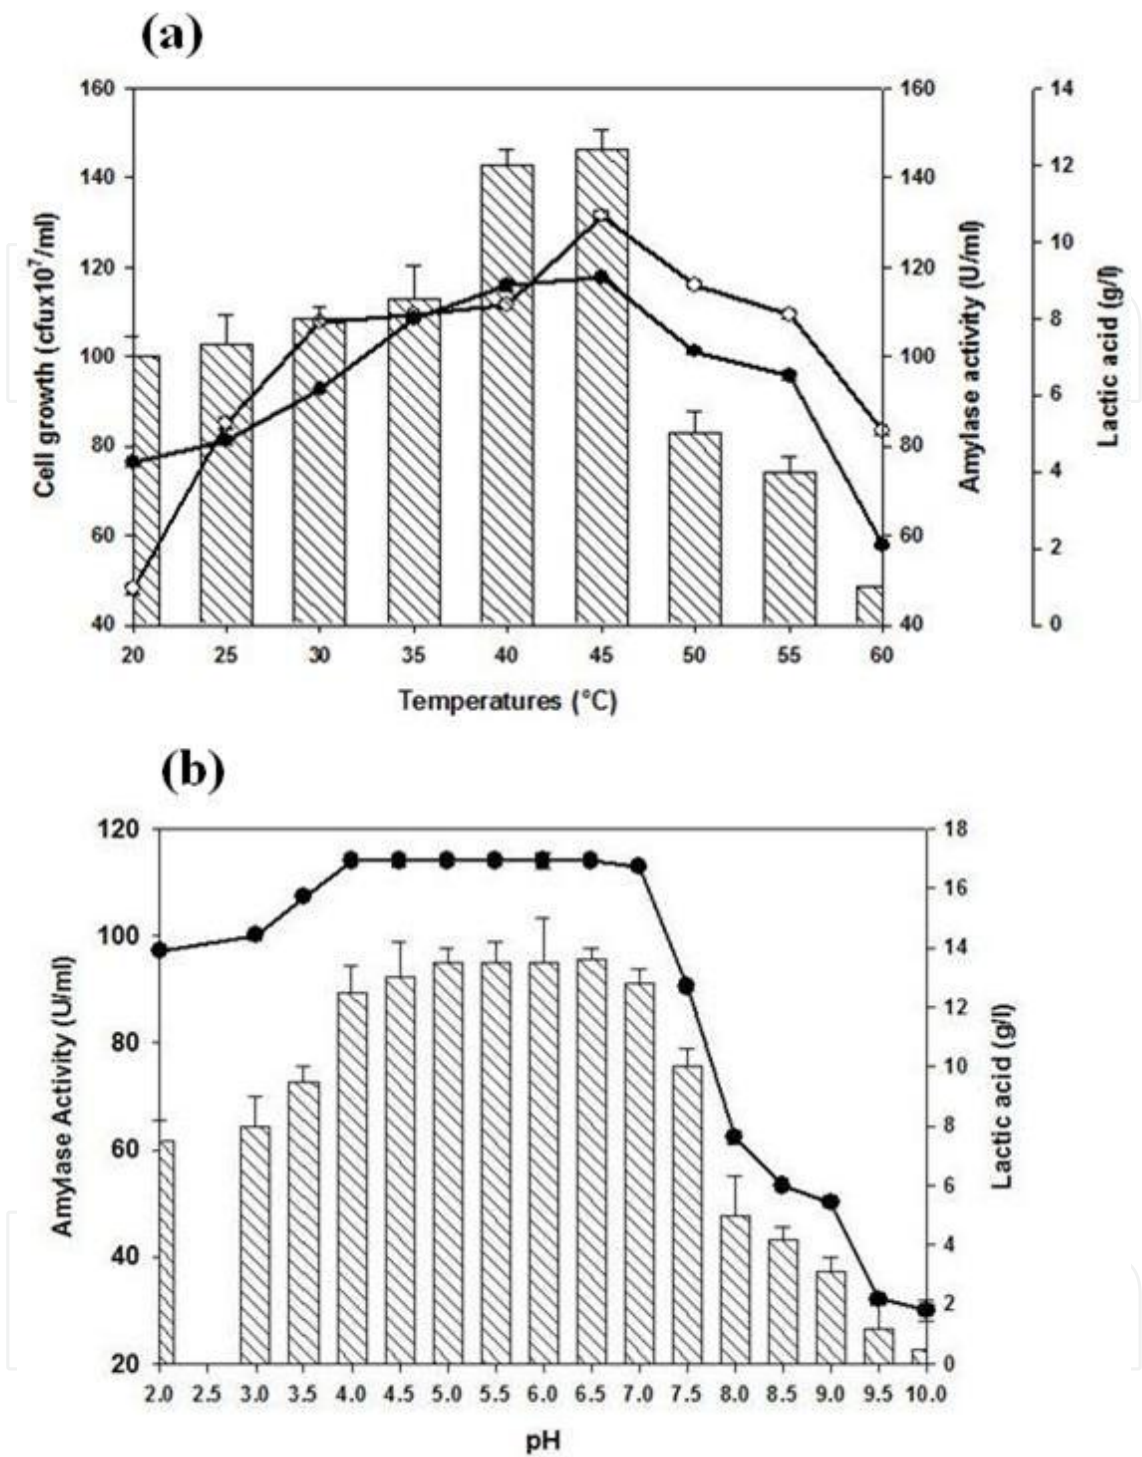 (a)
160 160 14
140 140 12
120 120 10
100 100 8
80 80 6
60 60 4
40 40 2
0
Cell growth (cfux10⁷/ml)
Amylase activity (U/ml)
Lactic acid (g/l)
20 25 30 35 40 45 50 55 60
Temperatures (°C)
(b)
120 18
100 16
80 14
60 12
40 10
20 8
6
4
2
0
Amylase Activity (U/ml)
Lactic acid (g/l)
2.0 2.5 3.0 3.5 4.0 4.5 5.0 5.5 6.0 6.5 7.0 7.5 8.0 8.5 9.0 9.5 10.0
pH